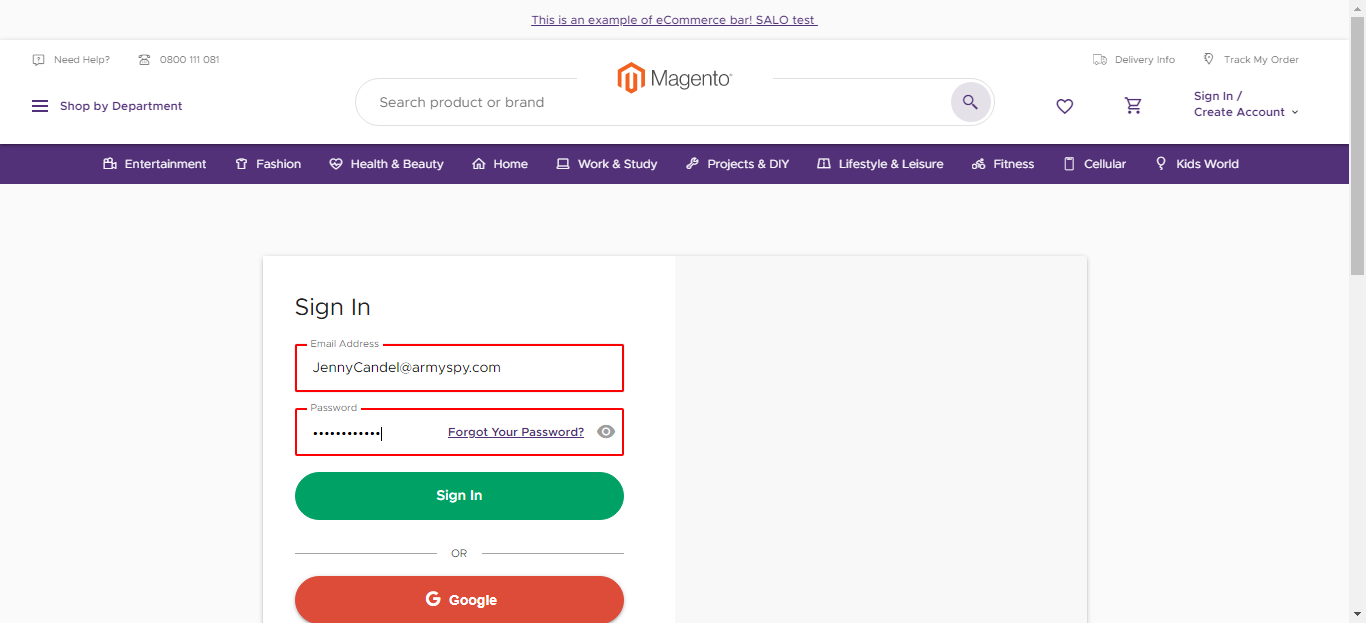 This is an example of eCommerce bar! SALO test
Need Help?
0800 111 081
Delivery Info
Track My Order
Magento
Shop by Department
Search product or brand
Sign In /
Create Account
Entertainment
Fashion
Health & Beauty
Home
Work & Study
Projects & DIY
Lifestyle & Leisure
Fitness
Cellular
Kids World
Sign In
Email Address
JennyCandel@armyspy.com
Password
••••••••••••
Forgot Your Password?
Sign In
OR
G Google